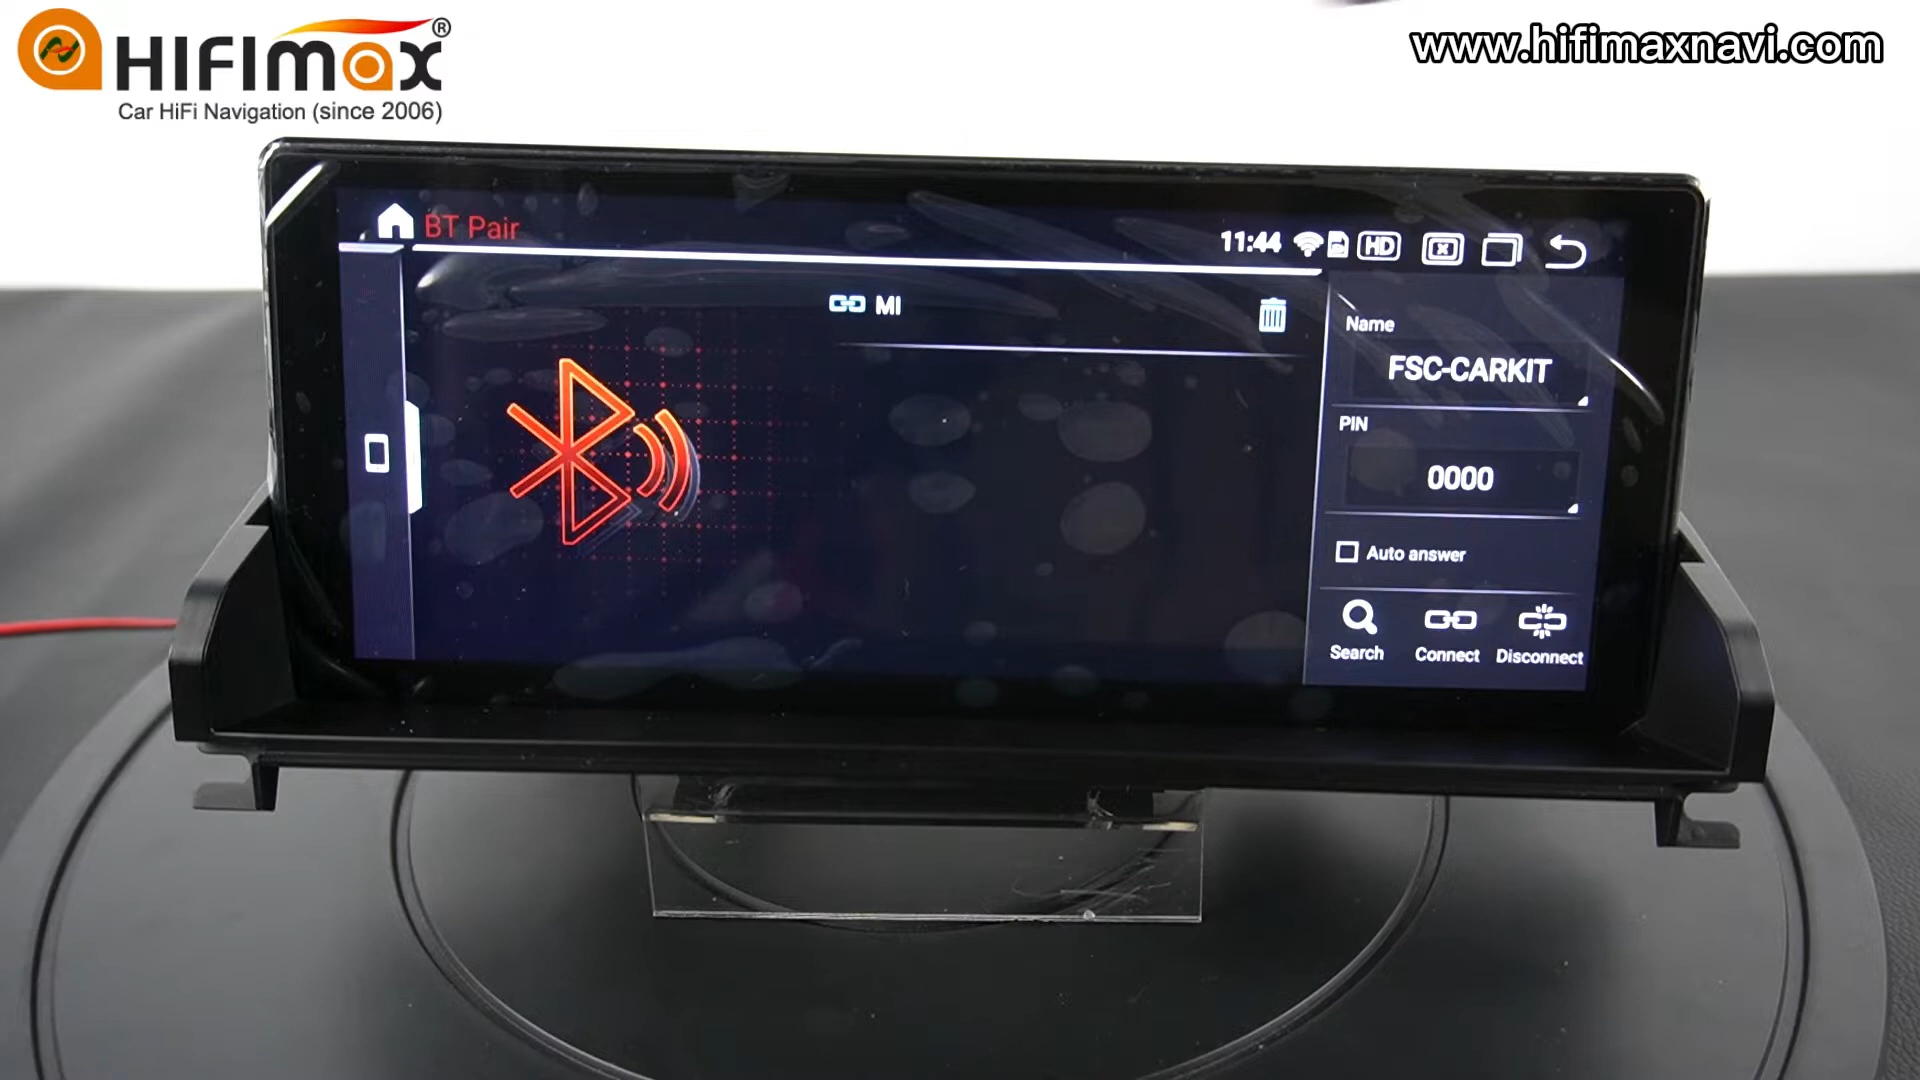 HIFIMAX®
Car HiFi Navigation (since 2006)
www.hifimaxnavi.com
BT Pair
11:44
HD
MI
Name
FSC-CARKIT
PIN
0000
Auto answer
Search
Connect
Disconnect